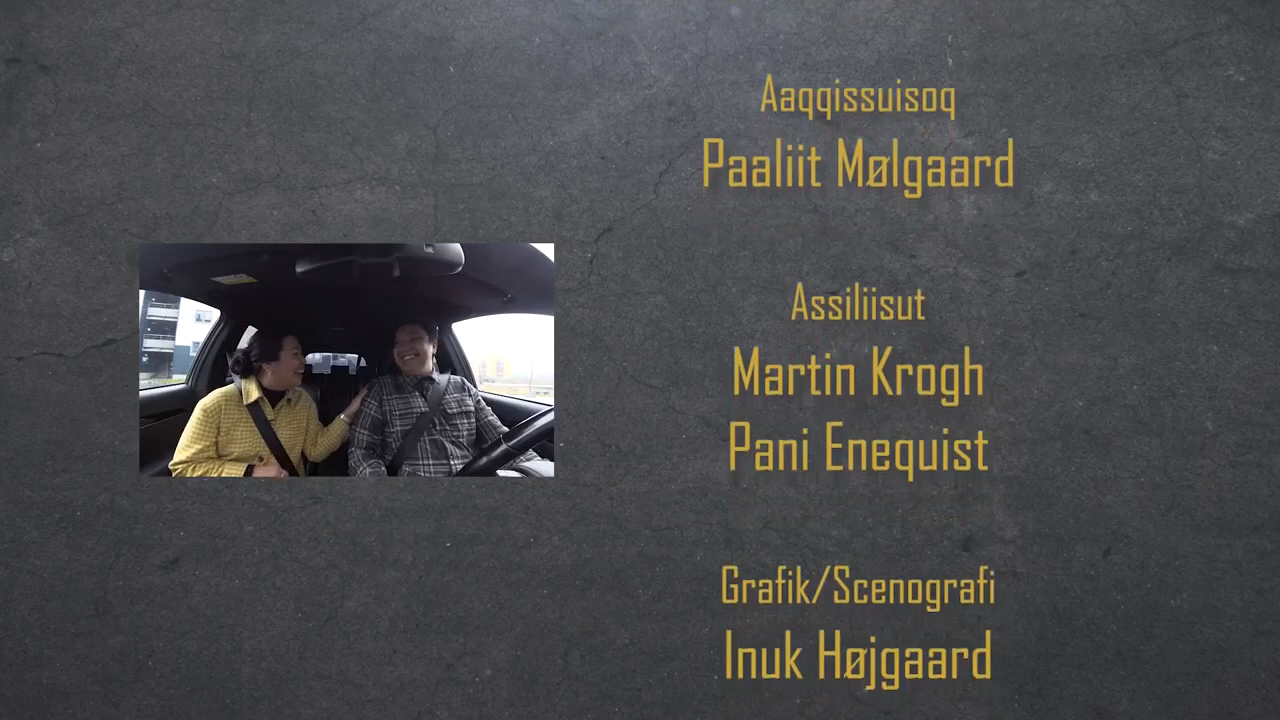 Aaqqissuisoq
Paaliit Mølgaard
Assiliisut
Martin Krogh
Pani Enequist
Grafik/Scenografi
Inuk Højgaard